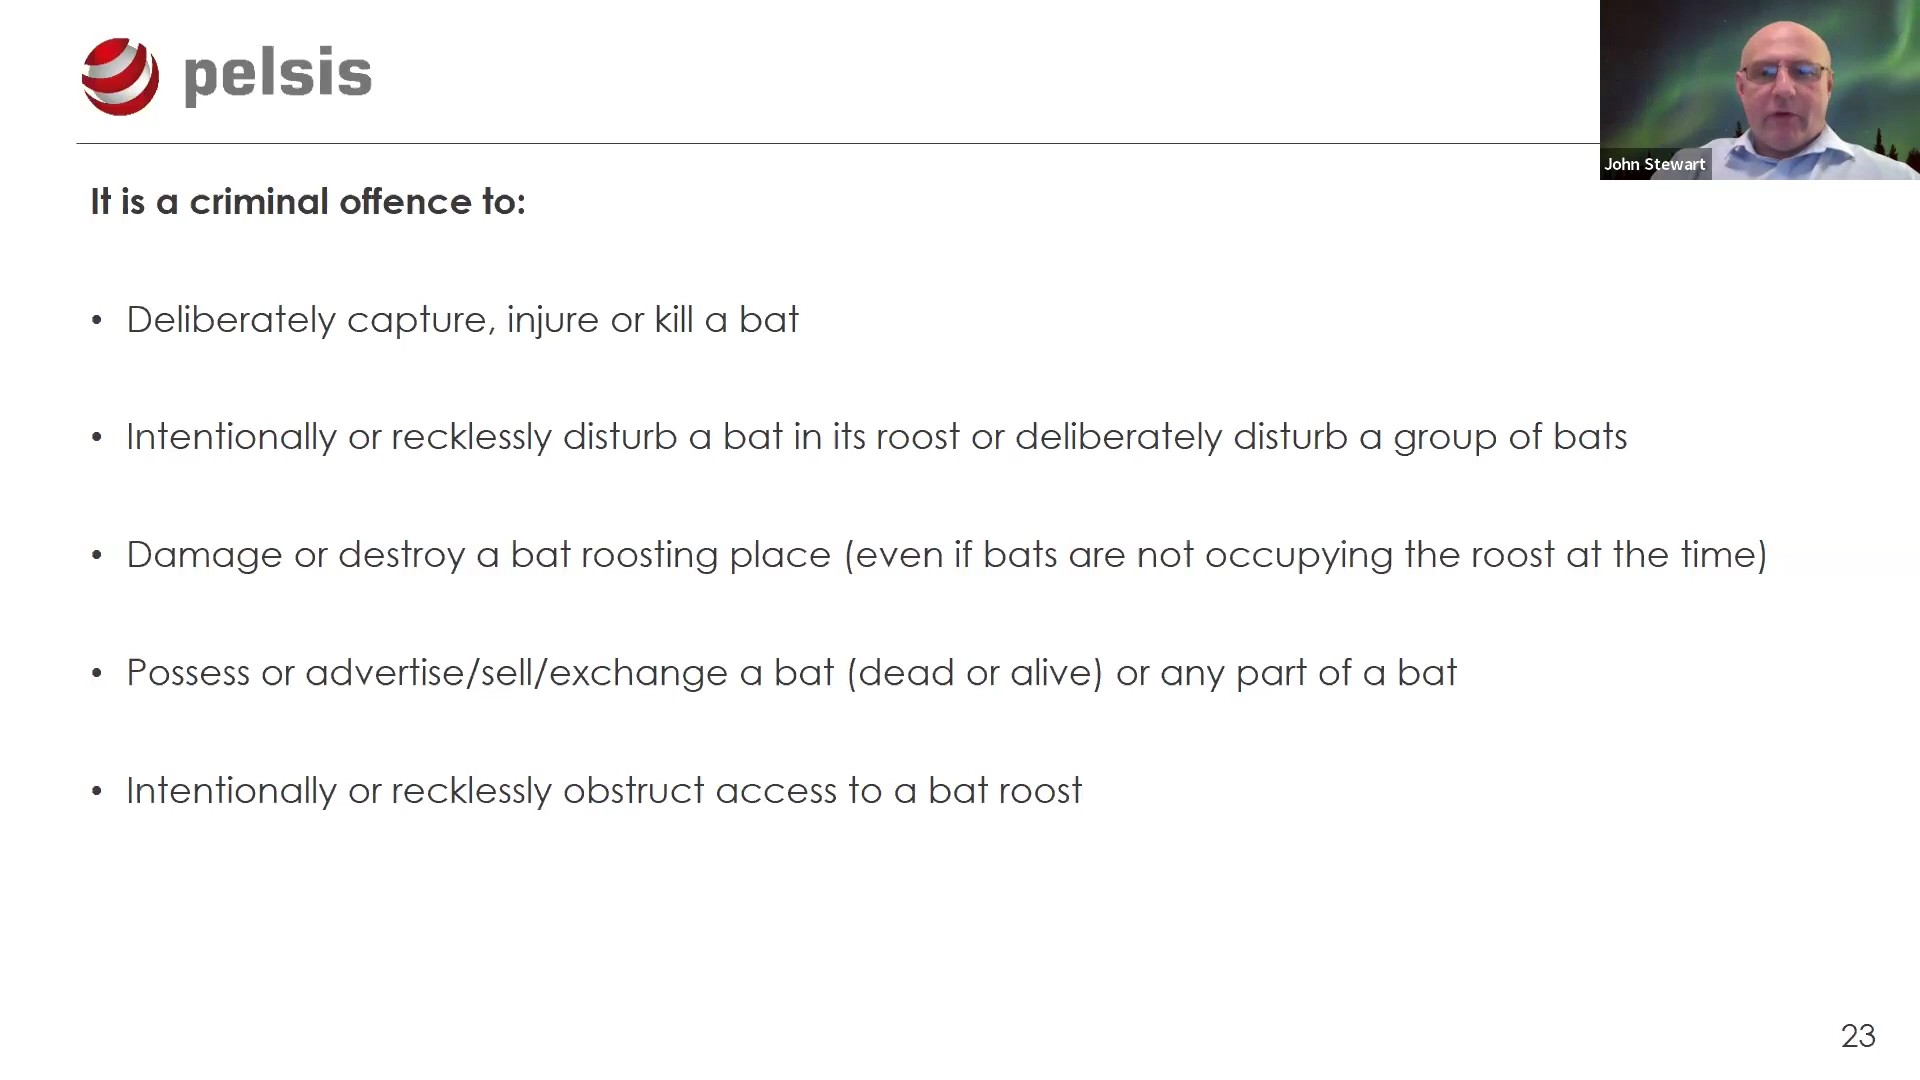 pelsis
John Stewart
It is a criminal offence to:
• Deliberately capture, injure or kill a bat
• Intentionally or recklessly disturb a bat in its roost or deliberately disturb a group of bats
• Damage or destroy a bat roosting place (even if bats are not occupying the roost at the time)
• Possess or advertise/sell/exchange a bat (dead or alive) or any part of a bat
• Intentionally or recklessly obstruct access to a bat roost
23